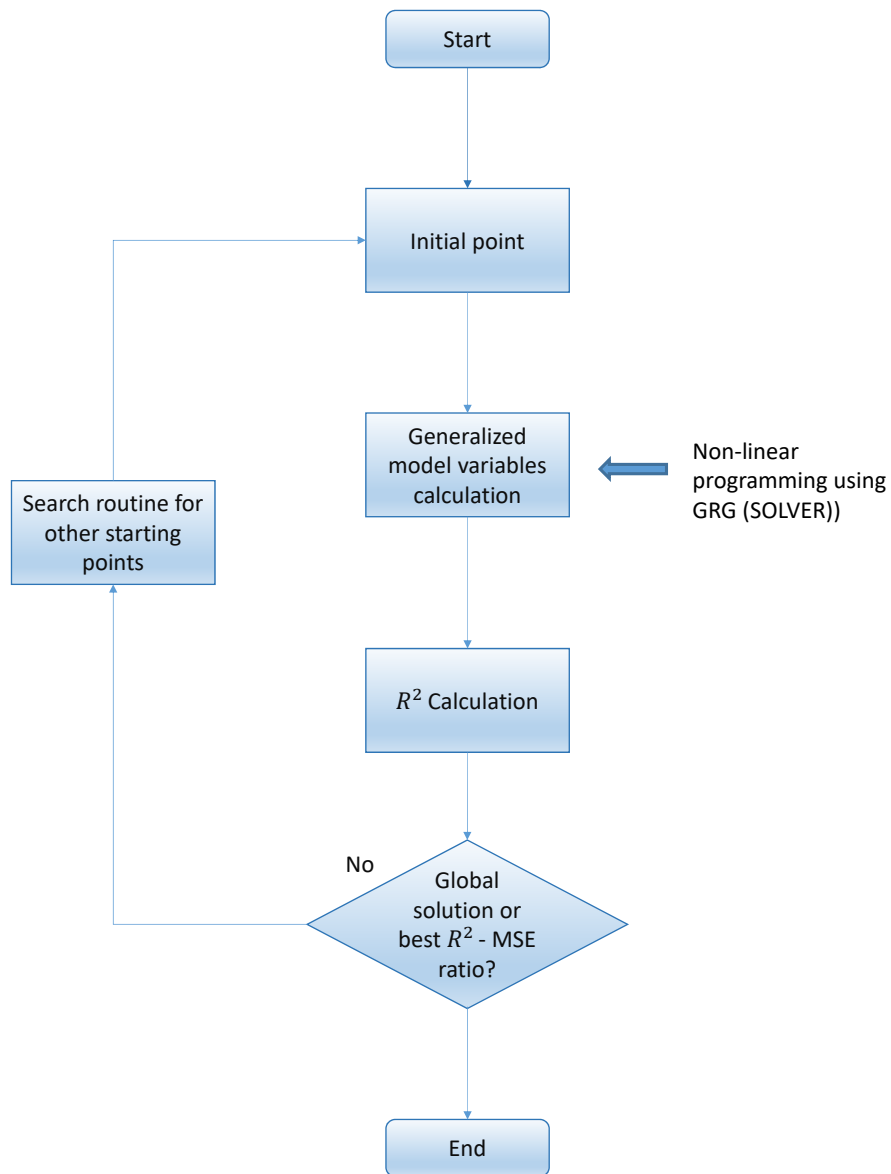 Start
Initial point
Generalized
model variables
calculation
Non-linear
programming using
GRG (SOLVER))
Search routine for
other starting
points
𝑅² Calculation
No
Global
solution or
best 𝑅² - MSE
ratio?
End